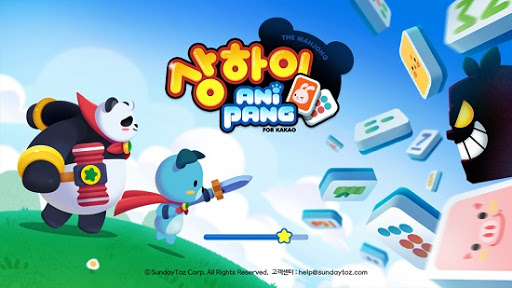 THE MAHJONG
상하이
ANI
PANG
FOR KAKAO
ⓒSundayToz Corp. All Rights Reserved. 고객센터 : help@sundaytoz.com